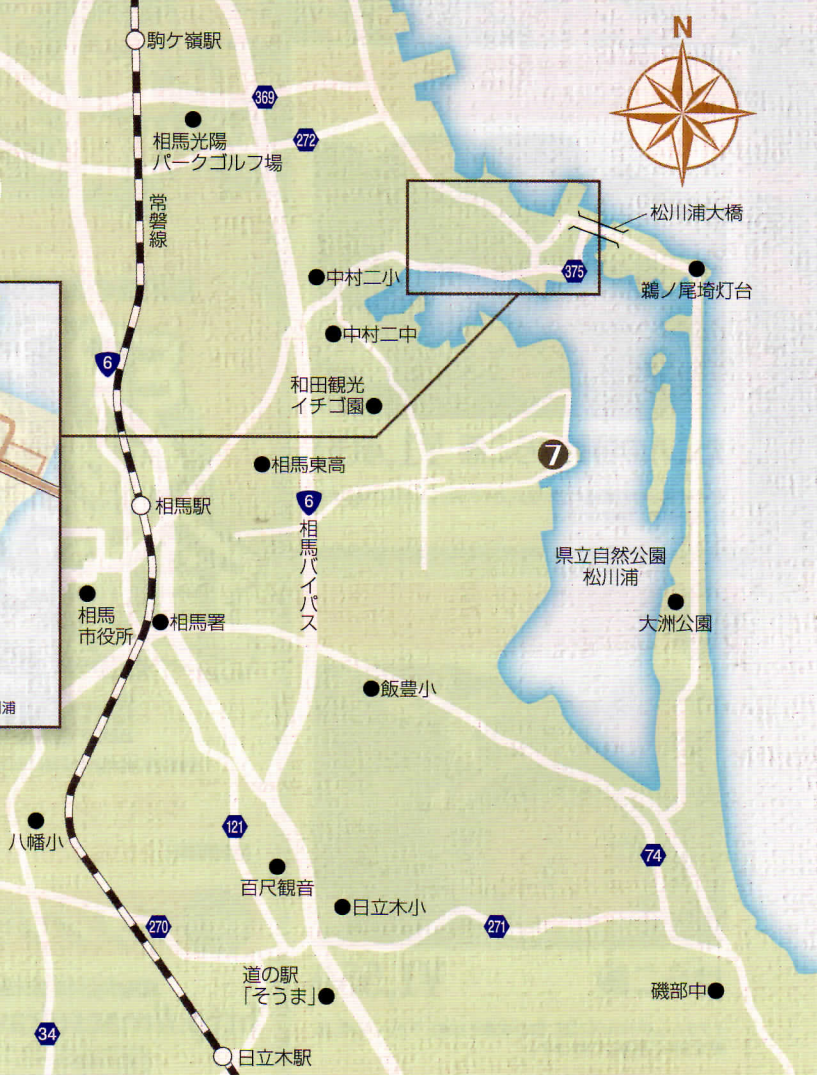 N
駒ケ嶺駅
369
相馬光陽
パークゴルフ場
272
常磐線
松川浦大橋
375
鵜ノ尾埼灯台
中村二小
中村二中
6
和田観光
イチゴ園
相馬東高
7
6
相馬バイパス
相馬駅
県立自然公園
松川浦
大洲公園
相馬
市役所
相馬署
飯豊小
浦
八幡小
121
74
百尺観音
日立木小
270
271
道の駅
「そうま」
磯部中
34
日立木駅